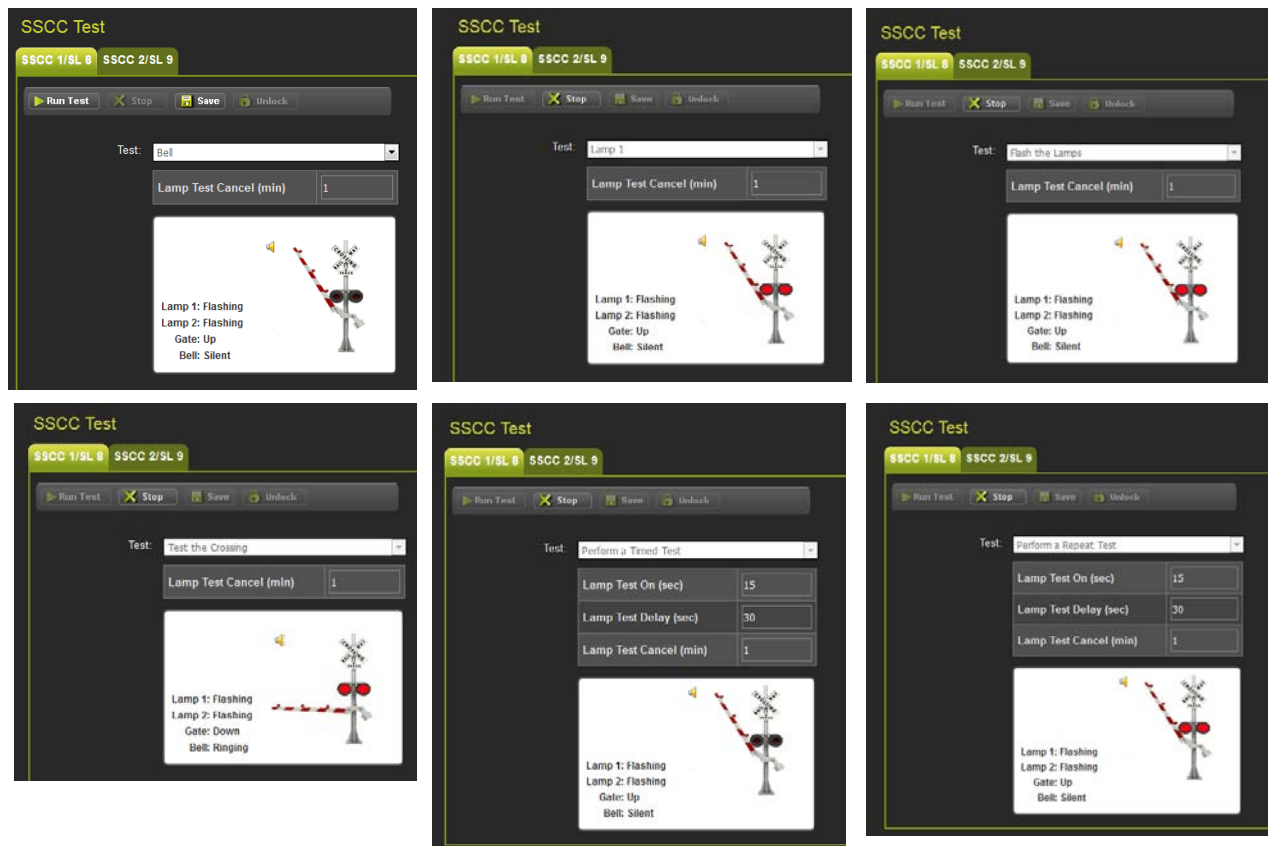 SSCC Test
SSCC 1/SL 8 SSCC 2/SL 9
Run Test Stop Save Unlock
Test: Bell
Lamp Test Cancel (min) 1
Lamp 1: Flashing
Lamp 2: Flashing
Gate: Up
Bell: Silent
SSCC Test
SSCC 1/SL 8 SSCC 2/SL 9
Run Test Stop Save Unlock
Test: Lamp 1
Lamp Test Cancel (min) 1
Lamp 1: Flashing
Lamp 2: Flashing
Gate: Up
Bell: Silent
SSCC Test
SSCC 1/SL 8 SSCC 2/SL 9
Run Test Stop Save Unlock
Test: Flash the Lamps
Lamp Test Cancel (min) 1
Lamp 1: Flashing
Lamp 2: Flashing
Gate: Up
Bell: Silent
SSCC Test
SSCC 1/SL 8 SSCC 2/SL 9
Run Test Stop Save Unlock
Test: Test the Crossing
Lamp Test Cancel (min) 1
Lamp 1: Flashing
Lamp 2: Flashing
Gate: Down
Bell: Ringing
SSCC Test
SSCC 1/SL 8 SSCC 2/SL 9
Run Test Stop Save Unlock
Test: Perform a Timed Test
Lamp Test On (sec) 15
Lamp Test Delay (sec) 30
Lamp Test Cancel (min) 1
Lamp 1: Flashing
Lamp 2: Flashing
Gate: Up
Bell: Silent
SSCC Test
SSCC 1/SL 8 SSCC 2/SL 9
Run Test Stop Save Unlock
Test: Perform a Repeat Test
Lamp Test On (sec) 15
Lamp Test Delay (sec) 30
Lamp Test Cancel (min) 1
Lamp 1: Flashing
Lamp 2: Flashing
Gate: Up
Bell: Silent